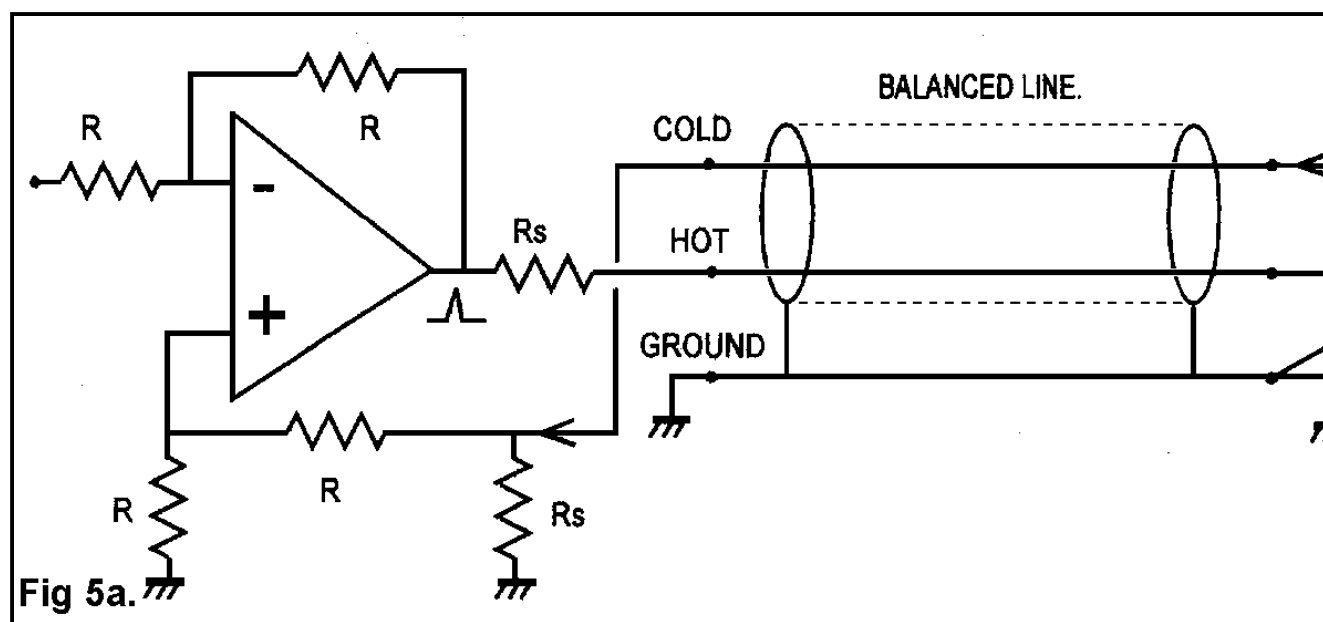 BALANCED LINE.
COLD
R
R
-
Rs
HOT
+
GROUND
R
R
Rs
Fig 5a.